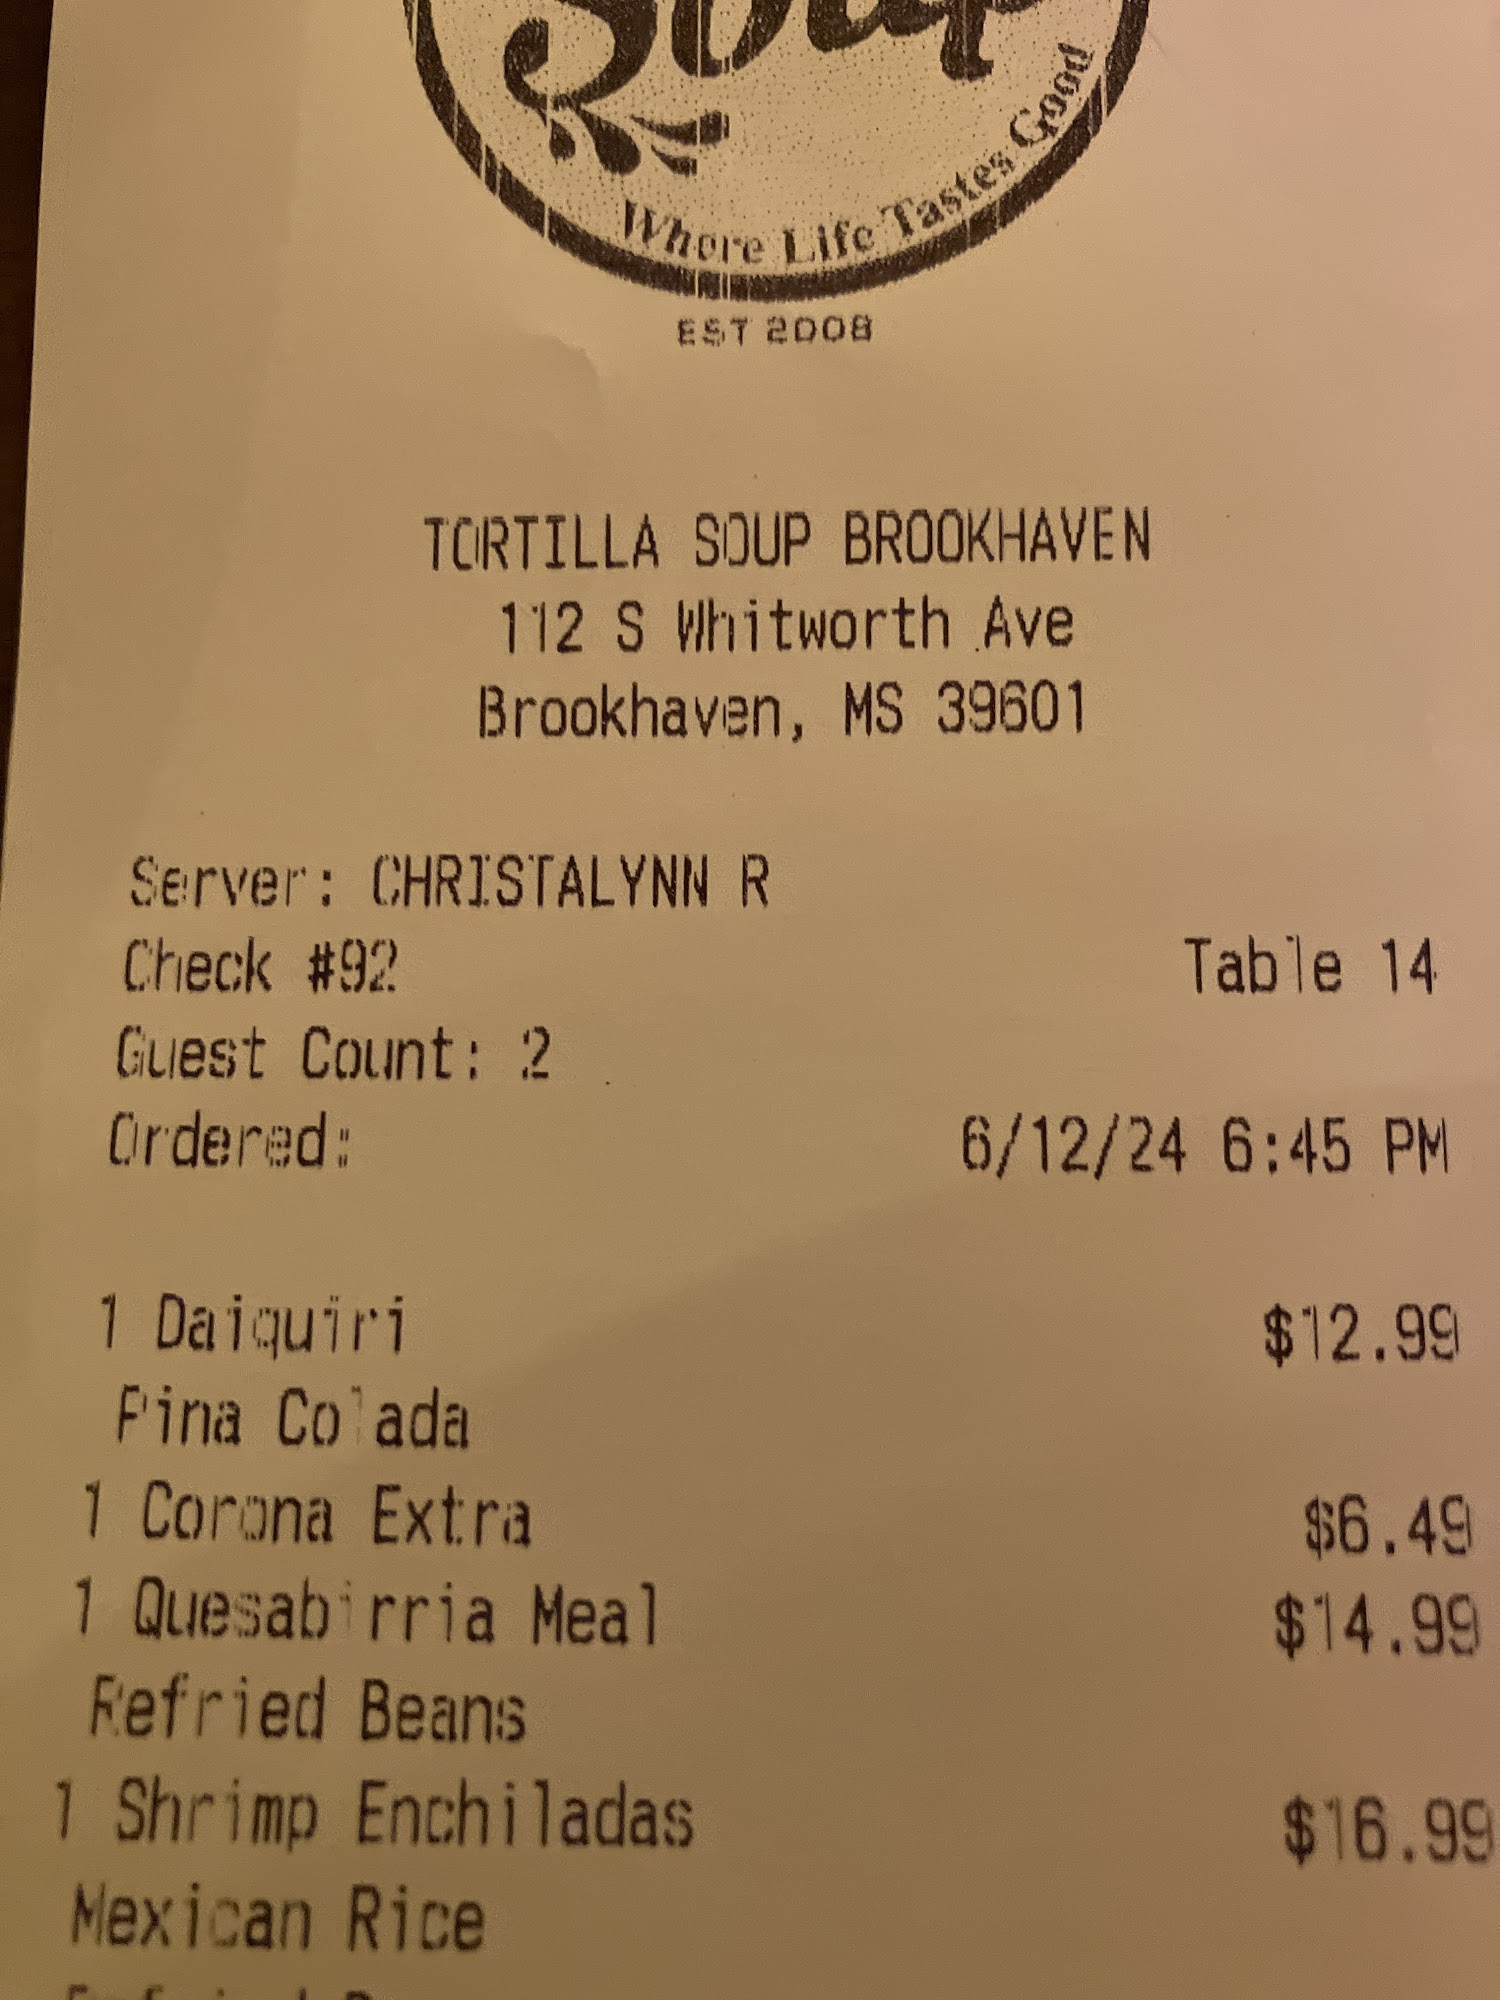 Soup
Where Life Tastes Good
EST 2008
TORTILLA SOUP BROOKHAVEN
112 S Whitworth Ave
Brookhaven, MS 39601
Server: CHRISTALYNN R
Check #92 Table 14
Guest Count: 2
Ordered: 6/12/24 6:45 PM
1 Daiquiri $12.99
Pina Colada
1 Corona Extra $6.49
1 Quesabirria Meal $14.99
Refried Beans
1 Shrimp Enchiladas $16.99
Mexican Rice